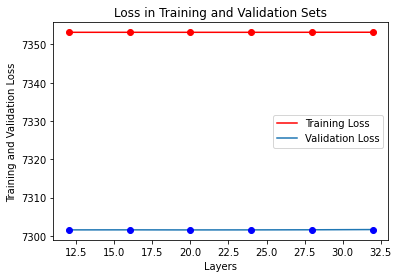 Loss in Training and Validation Sets
Training and Validation Loss
7350
7340
7330
7320
7310
7300
Training Loss
Validation Loss
12.5 15.0 17.5 20.0 22.5 25.0 27.5 30.0 32.5
Layers